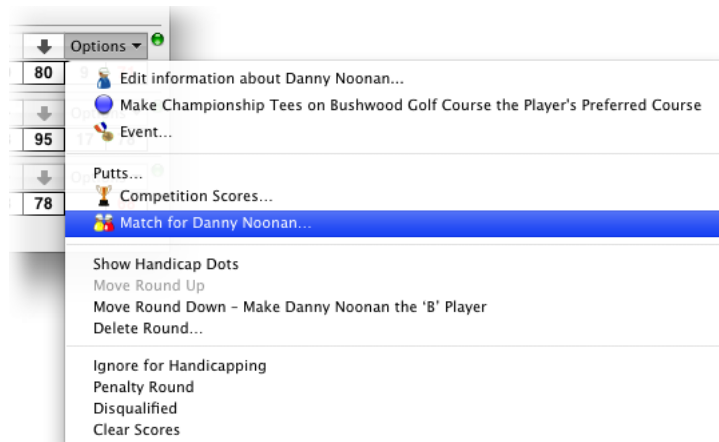 Options
80
Edit information about Danny Noonan...
Make Championship Tees on Bushwood Golf Course the Player's Preferred Course
Event...
95
Putts...
Competition Scores...
78
Match for Danny Noonan...
Show Handicap Dots
Move Round Up
Move Round Down – Make Danny Noonan the ‘B’ Player
Delete Round...
Ignore for Handicapping
Penalty Round
Disqualified
Clear Scores